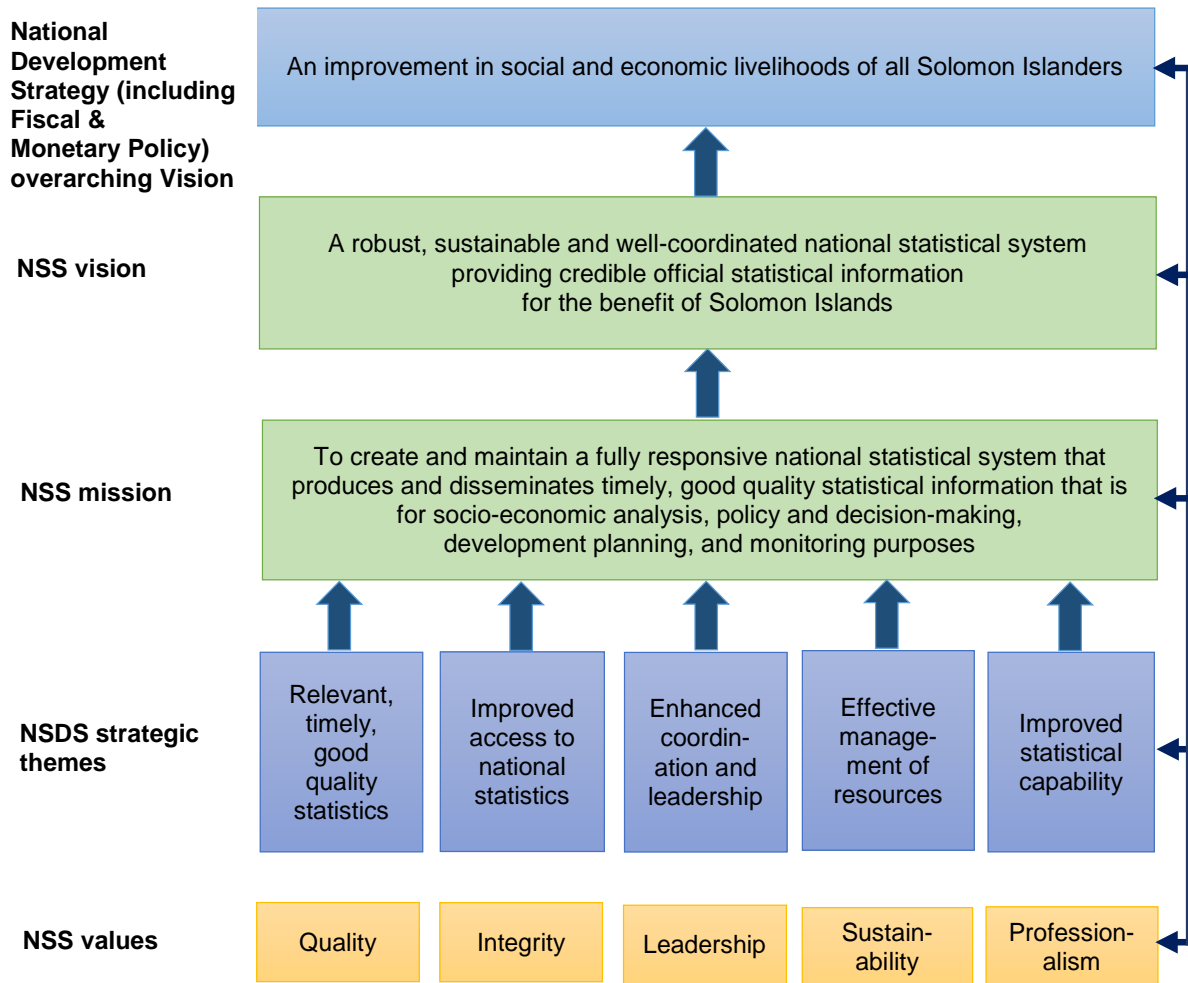 National
Development
Strategy (including
Fiscal &
Monetary Policy)
overarching Vision
An improvement in social and economic livelihoods of all Solomon Islanders
NSS vision
A robust, sustainable and well-coordinated national statistical system
providing credible official statistical information
for the benefit of Solomon Islands
NSS mission
To create and maintain a fully responsive national statistical system that
produces and disseminates timely, good quality statistical information that is
for socio-economic analysis, policy and decision-making,
development planning, and monitoring purposes
NSDS strategic
themes
Relevant,
timely,
good
quality
statistics
Improved
access to
national
statistics
Enhanced
coordin-
ation and
leadership
Effective
manage-
ment of
resources
Improved
statistical
capability
NSS values
Quality
Integrity
Leadership
Sustain-
ability
Profession-
alism